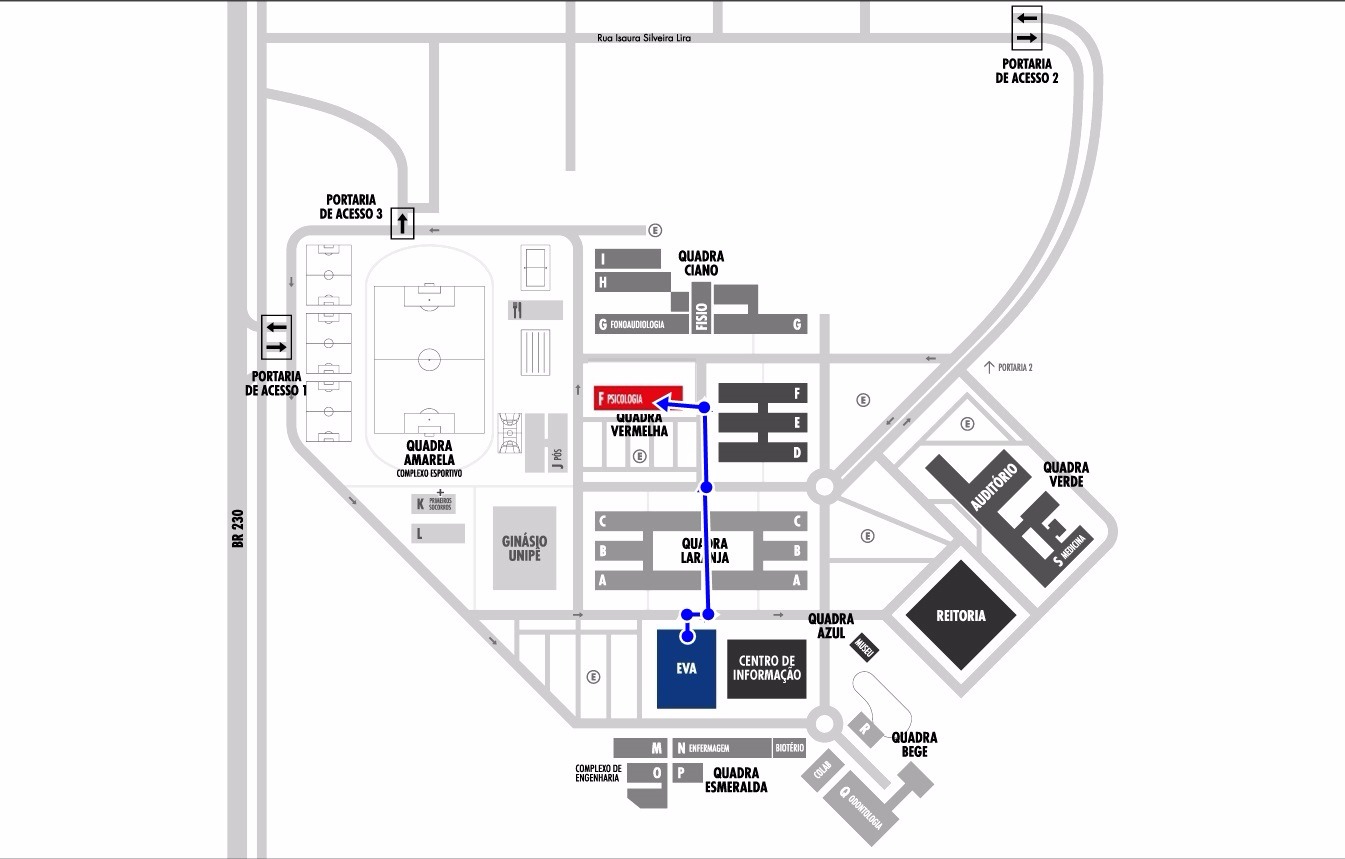 Rua Isaura Silveira Lira
PORTARIA
DE ACESSO 2
PORTARIA
DE ACESSO 3
E
I
QUADRA
CIANO
H
FISIO
G FONOAUDIOLOGIA
G
PORTARIA
DE ACESSO 1
PORTARIA 2
F PSICOLOGIA
QUADRA
VERMELHA
E
F
E
D
E
E
QUADRA
AMARELA
COMPLEXO ESPORTIVO
J PÓS
K PRIMEIROS
SOCORROS
L
BR 230
GINÁSIO
UNIPÊ
C
C
B
QUADRA
LARANJA
B
A
A
E
AUDITÓRIO
QUADRA
VERDE
S MEDICINA
REITORIA
QUADRA
AZUL
MUSEU
EVA
CENTRO DE
INFORMAÇÃO
E
R
QUADRA
BEGE
M
N ENFERMAGEM
BIOTÉRIO
COMPLEXO DE
ENGENHARIA
O
P
QUADRA
ESMERALDA
COLAB
Q ODONTOLOGIA